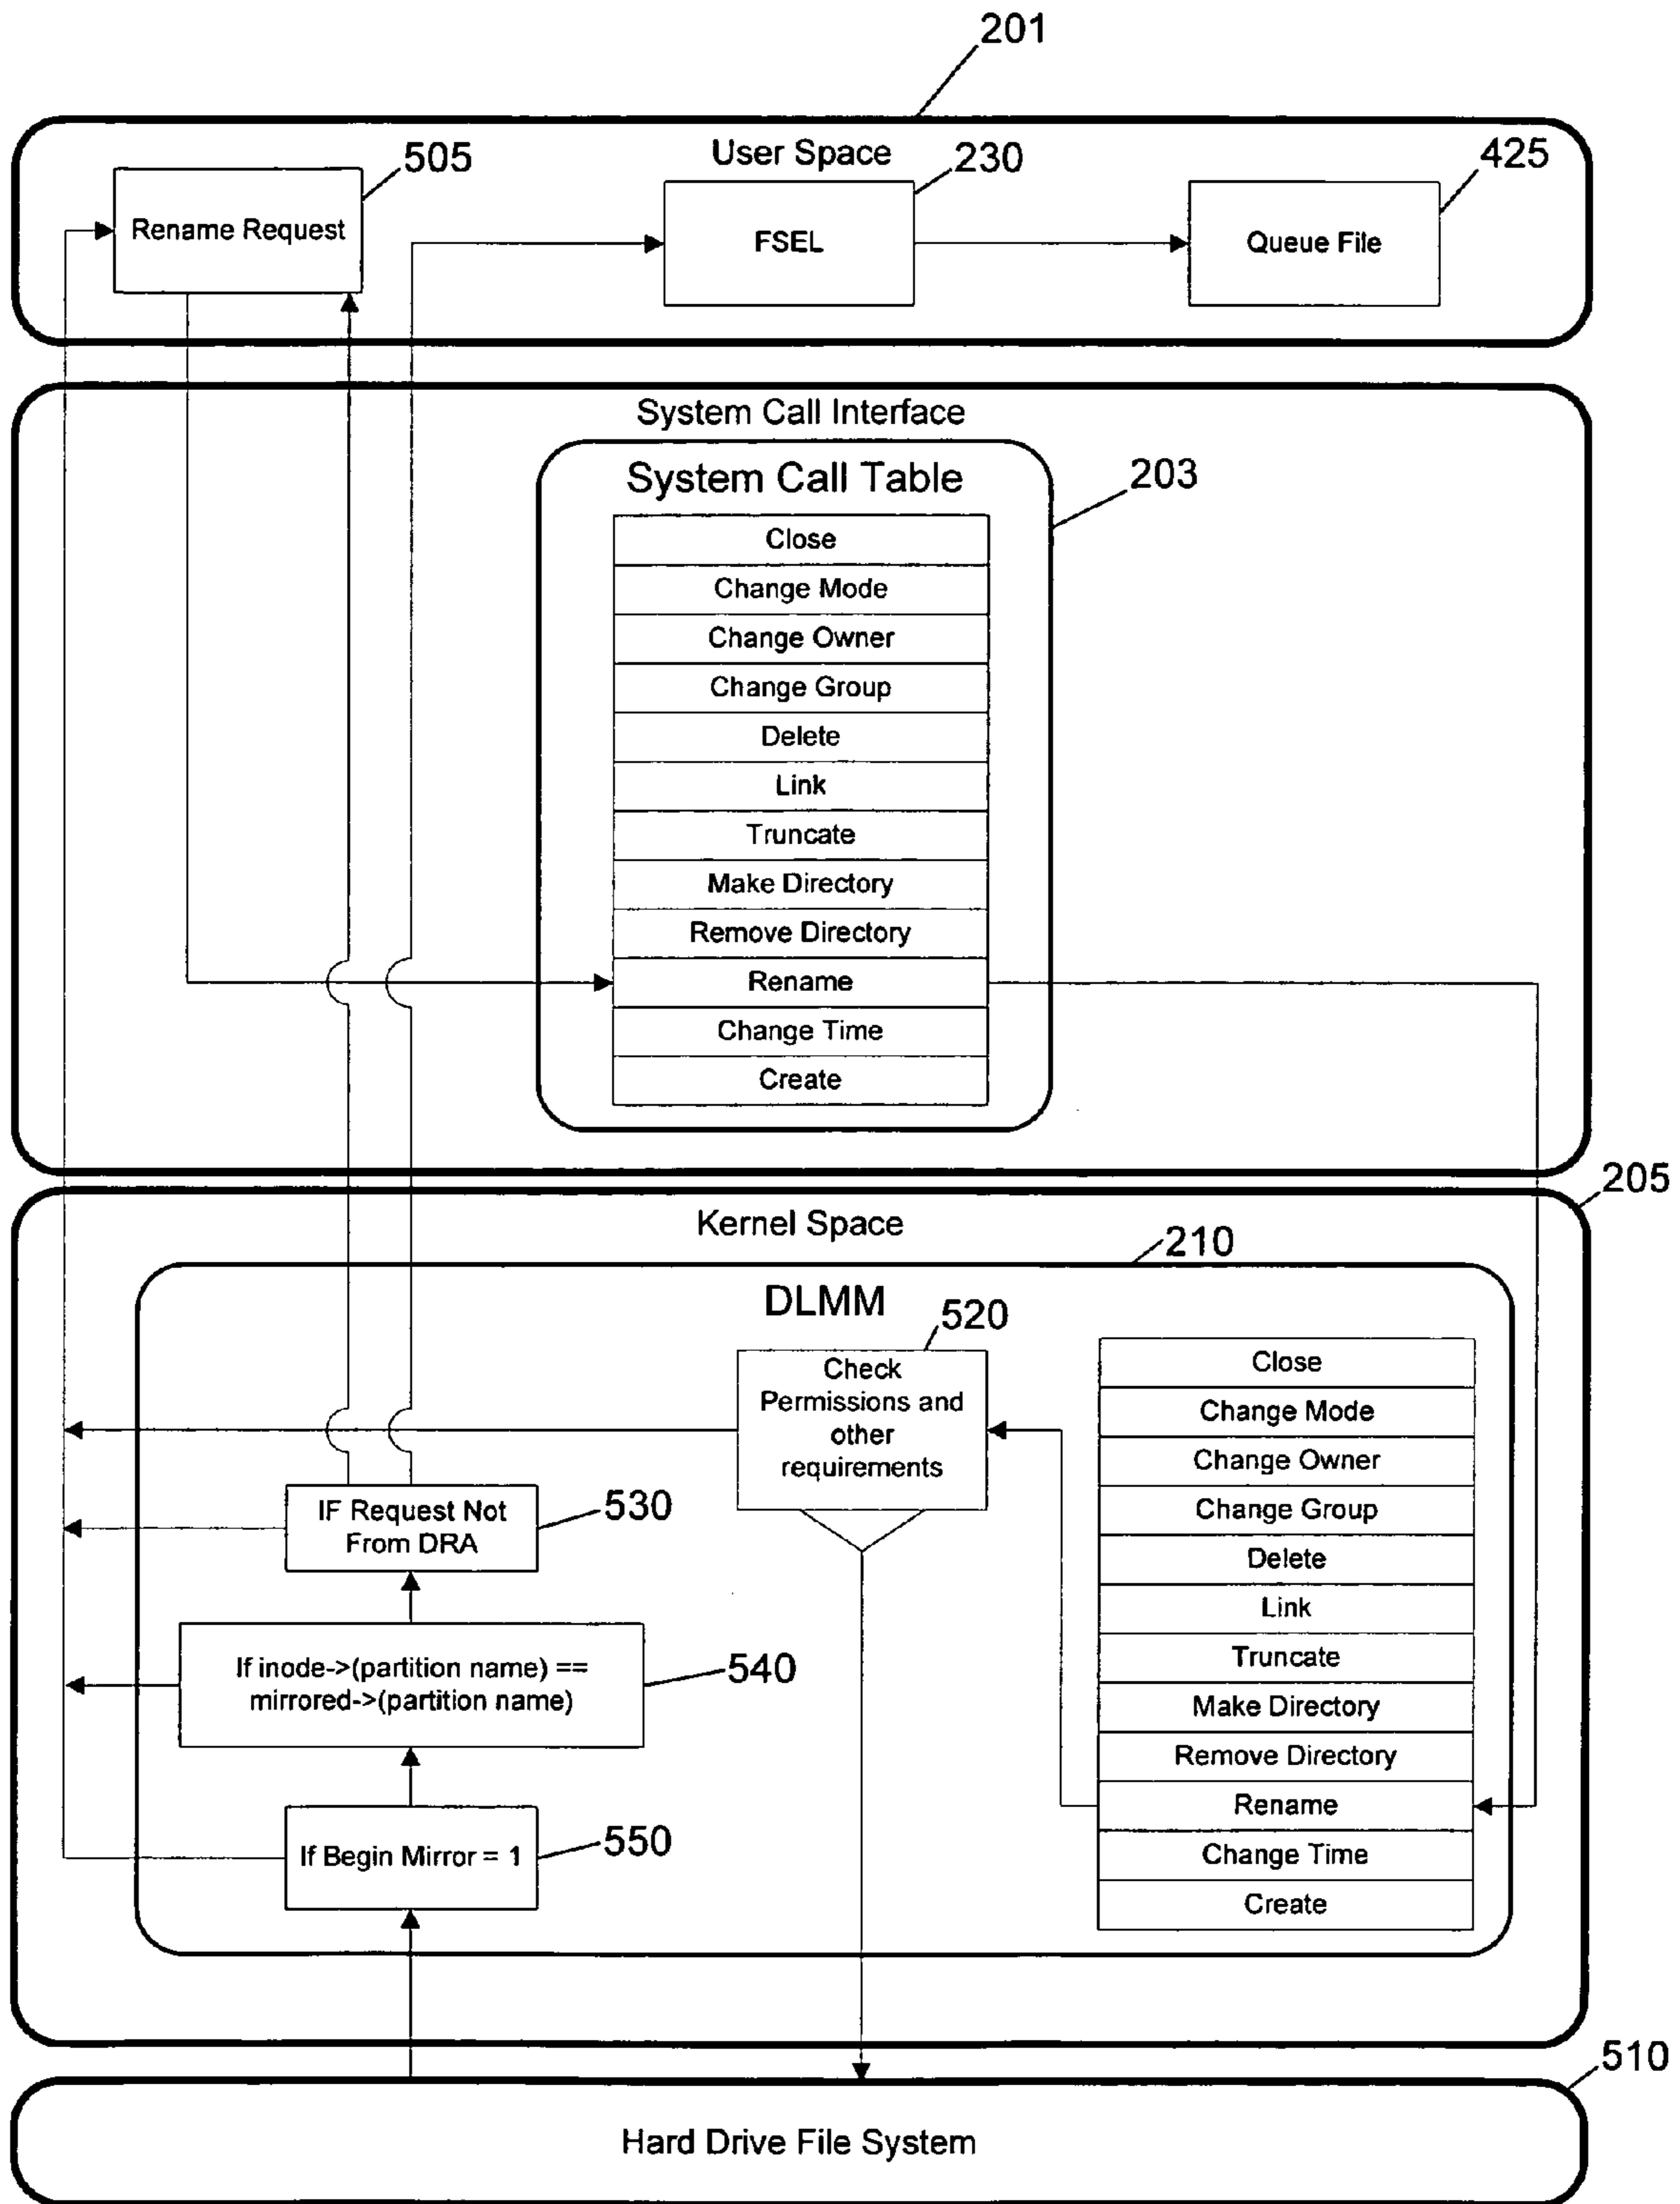 201
User Space
505
230
425
Rename Request
FSEL
Queue File
System Call Interface
System Call Table
203
Close
Change Mode
Change Owner
Change Group
Delete
Link
Truncate
Make Directory
Remove Directory
Rename
Change Time
Create
205
Kernel Space
210
DLMM
520
Check
Permissions and
other
requirements
Close
Change Mode
Change Owner
Change Group
Delete
Link
Truncate
Make Directory
Remove Directory
Rename
Change Time
Create
IF Request Not
From DRA
530
If inode->(partition name) ==
mirrored->(partition name)
540
If Begin Mirror = 1
550
510
Hard Drive File System